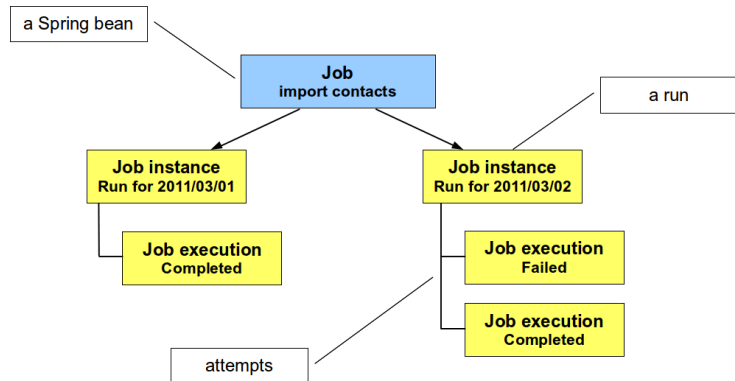 a Spring bean
Job
import contacts
a run
Job instance
Run for 2011/03/01
Job instance
Run for 2011/03/02
Job execution
Completed
Job execution
Failed
Job execution
Completed
attempts